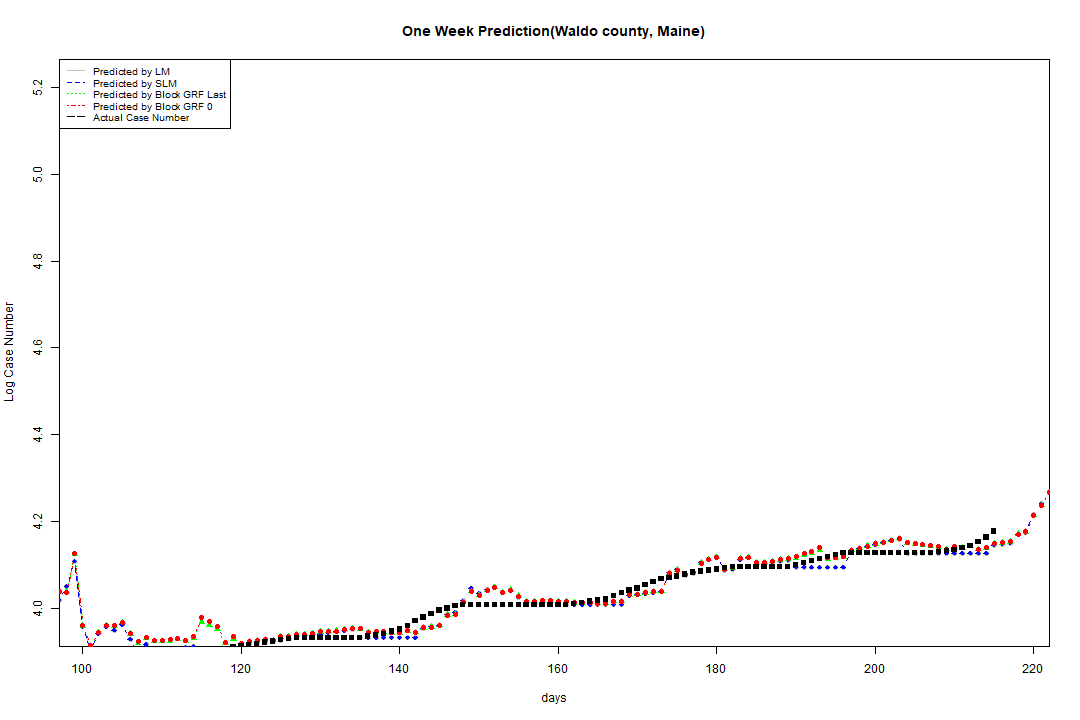 One Week Prediction(Waldo county, Maine)
Predicted by LM
Predicted by SLM
Predicted by Block GRF Last
Predicted by Block GRF 0
Actual Case Number
5.2
5.0
4.8
4.6
4.4
4.2
4.0
Log Case Number
100 120 140 160 180 200 220
days